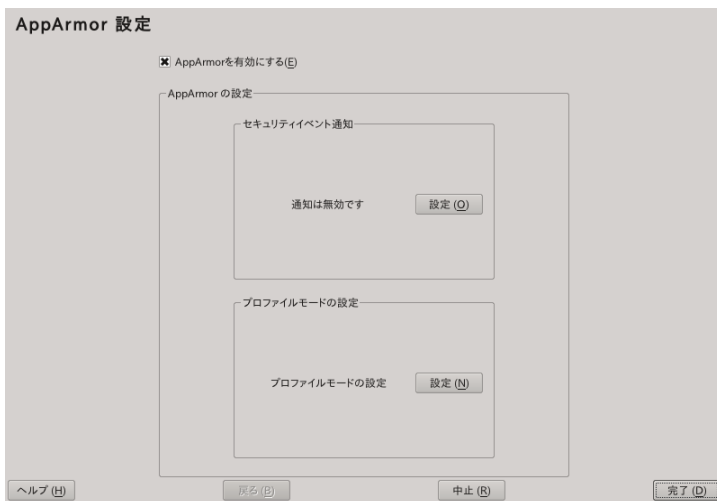 AppArmor 設定
AppArmorを有効にする(E)
AppArmor の設定
セキュリティイベント通知
通知は無効です
設定 (O)
プロファイルモードの設定
プロファイルモードの設定
設定 (N)
ヘルプ (H)
戻る (B)
中止 (R)
完了 (D)